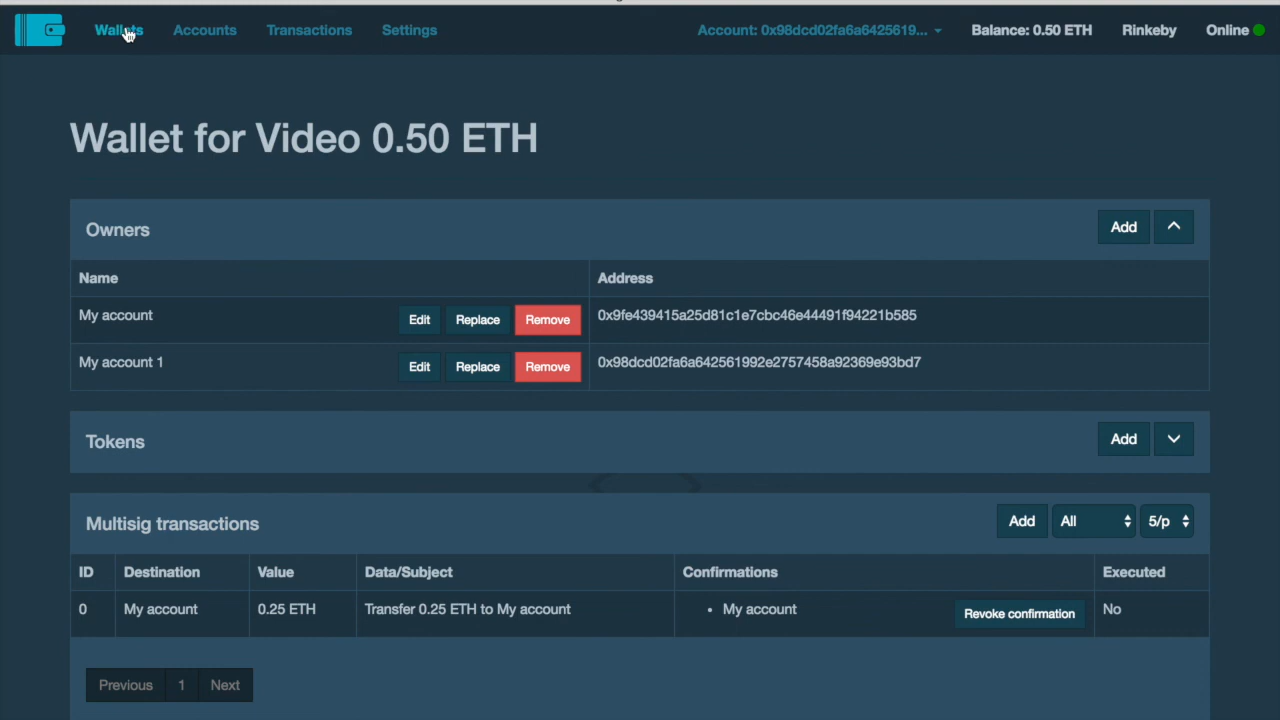 Wallets Accounts Transactions Settings Account: 0x98dcd02fa6a6425619... Balance: 0.50 ETH Rinkeby Online
Wallet for Video 0.50 ETH
Owners Add
Name Address
My account Edit Replace Remove 0x9fe439415a25d81c1e7cbc46e44491f94221b585
My account 1 Edit Replace Remove 0x98dcd02fa6a642561992e2757458a92369e93bd7
Tokens Add
Multisig transactions Add All 5/p
ID Destination Value Data/Subject Confirmations Executed
0 My account 0.25 ETH Transfer 0.25 ETH to My account • My account Revoke confirmation No
Previous 1 Next